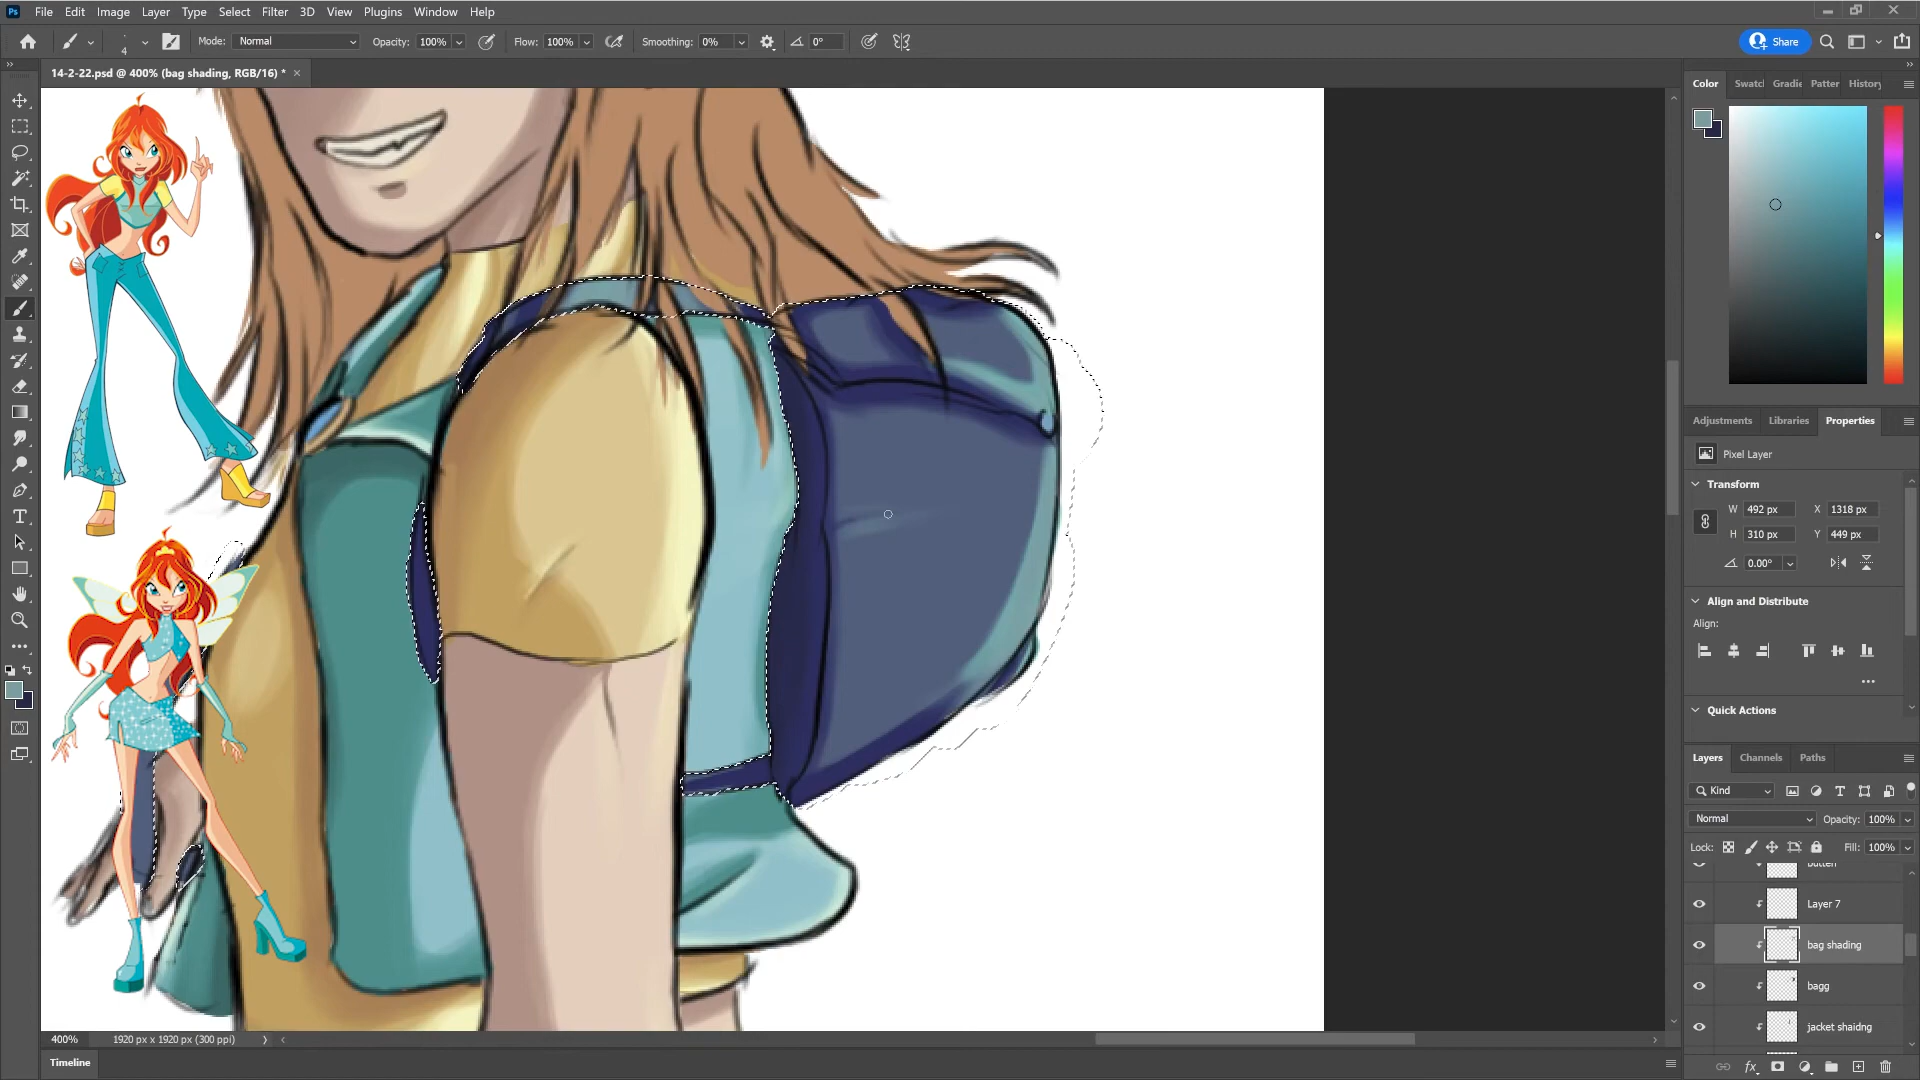 Ps File Edit Image Layer Type Select Filter 3D View Plugins Window Help
4 Mode: Normal Opacity: 100% Flow: 100% Smoothing: 0% 0° Share
14-2-22.psd @ 400% (bag shading, RGB/16) *
Color Swatc Gradie Patter History
Adjustments Libraries Properties
Pixel Layer
Transform
W 492 px X 1318 px
H 310 px Y 449 px
0.00°
Align and Distribute
Align:
Quick Actions
Layers Channels Paths
Kind
Normal Opacity: 100%
Lock: Fill: 100%
Layer 7
bag shading
bagg
jacket shaidng
400% 1920 px x 1920 px (300 ppi)
Timeline